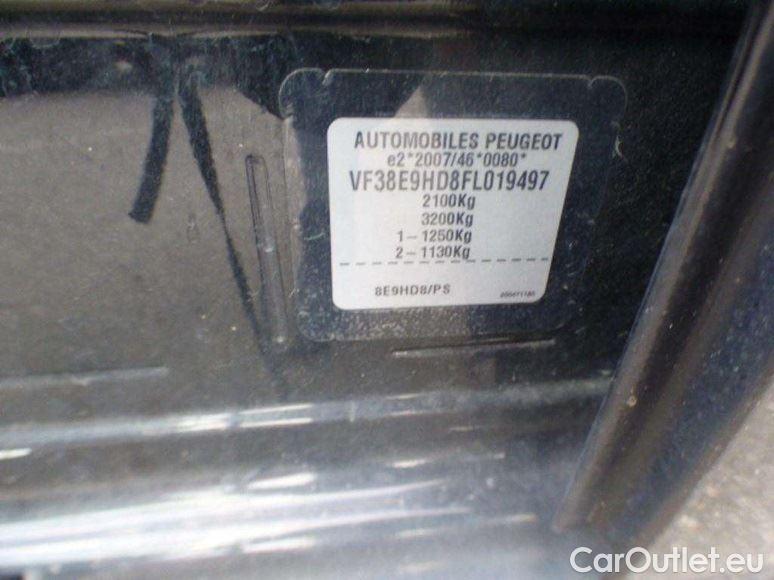 AUTOMOBILES PEUGEOT
e2*2007/46*0080*
VF38E9HD8FL019497
2100Kg
3200Kg
1-1250Kg
2-1130Kg
8E9HD8/PS
CarOutlet.eu